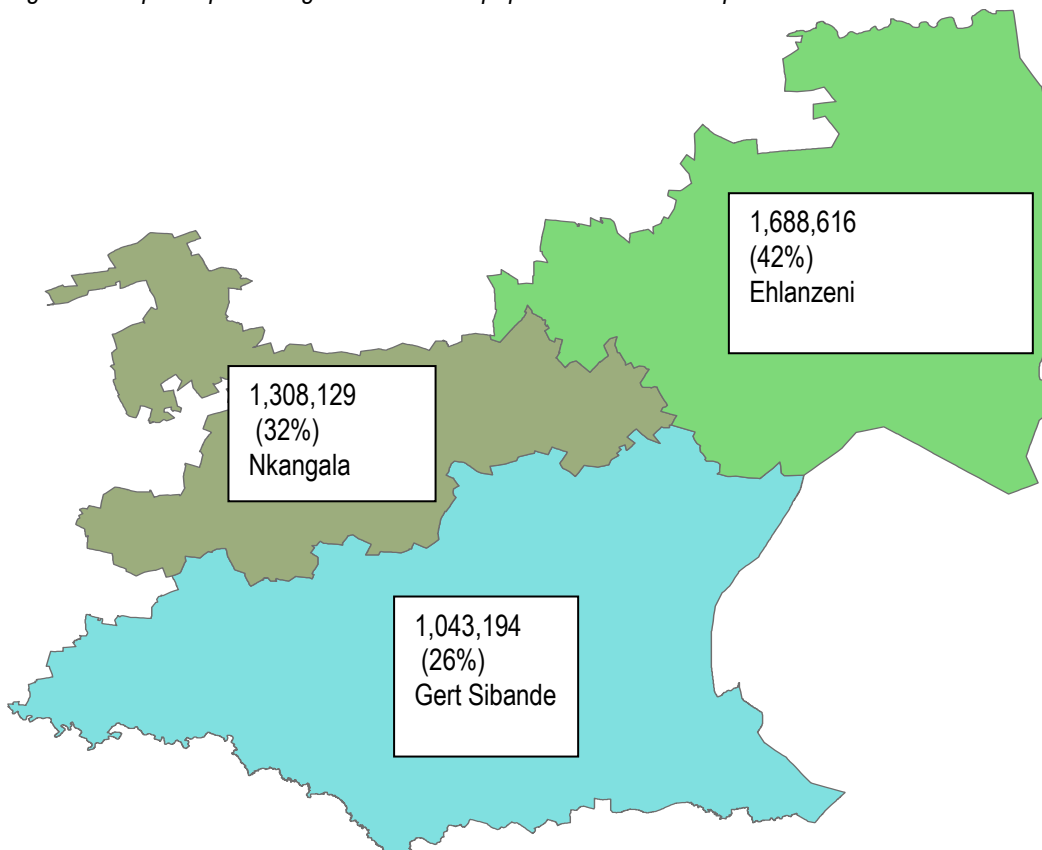 1,688,616
(42%)
Ehlanzeni
1,308,129
(32%)
Nkangala
1,043,194
(26%)
Gert Sibande